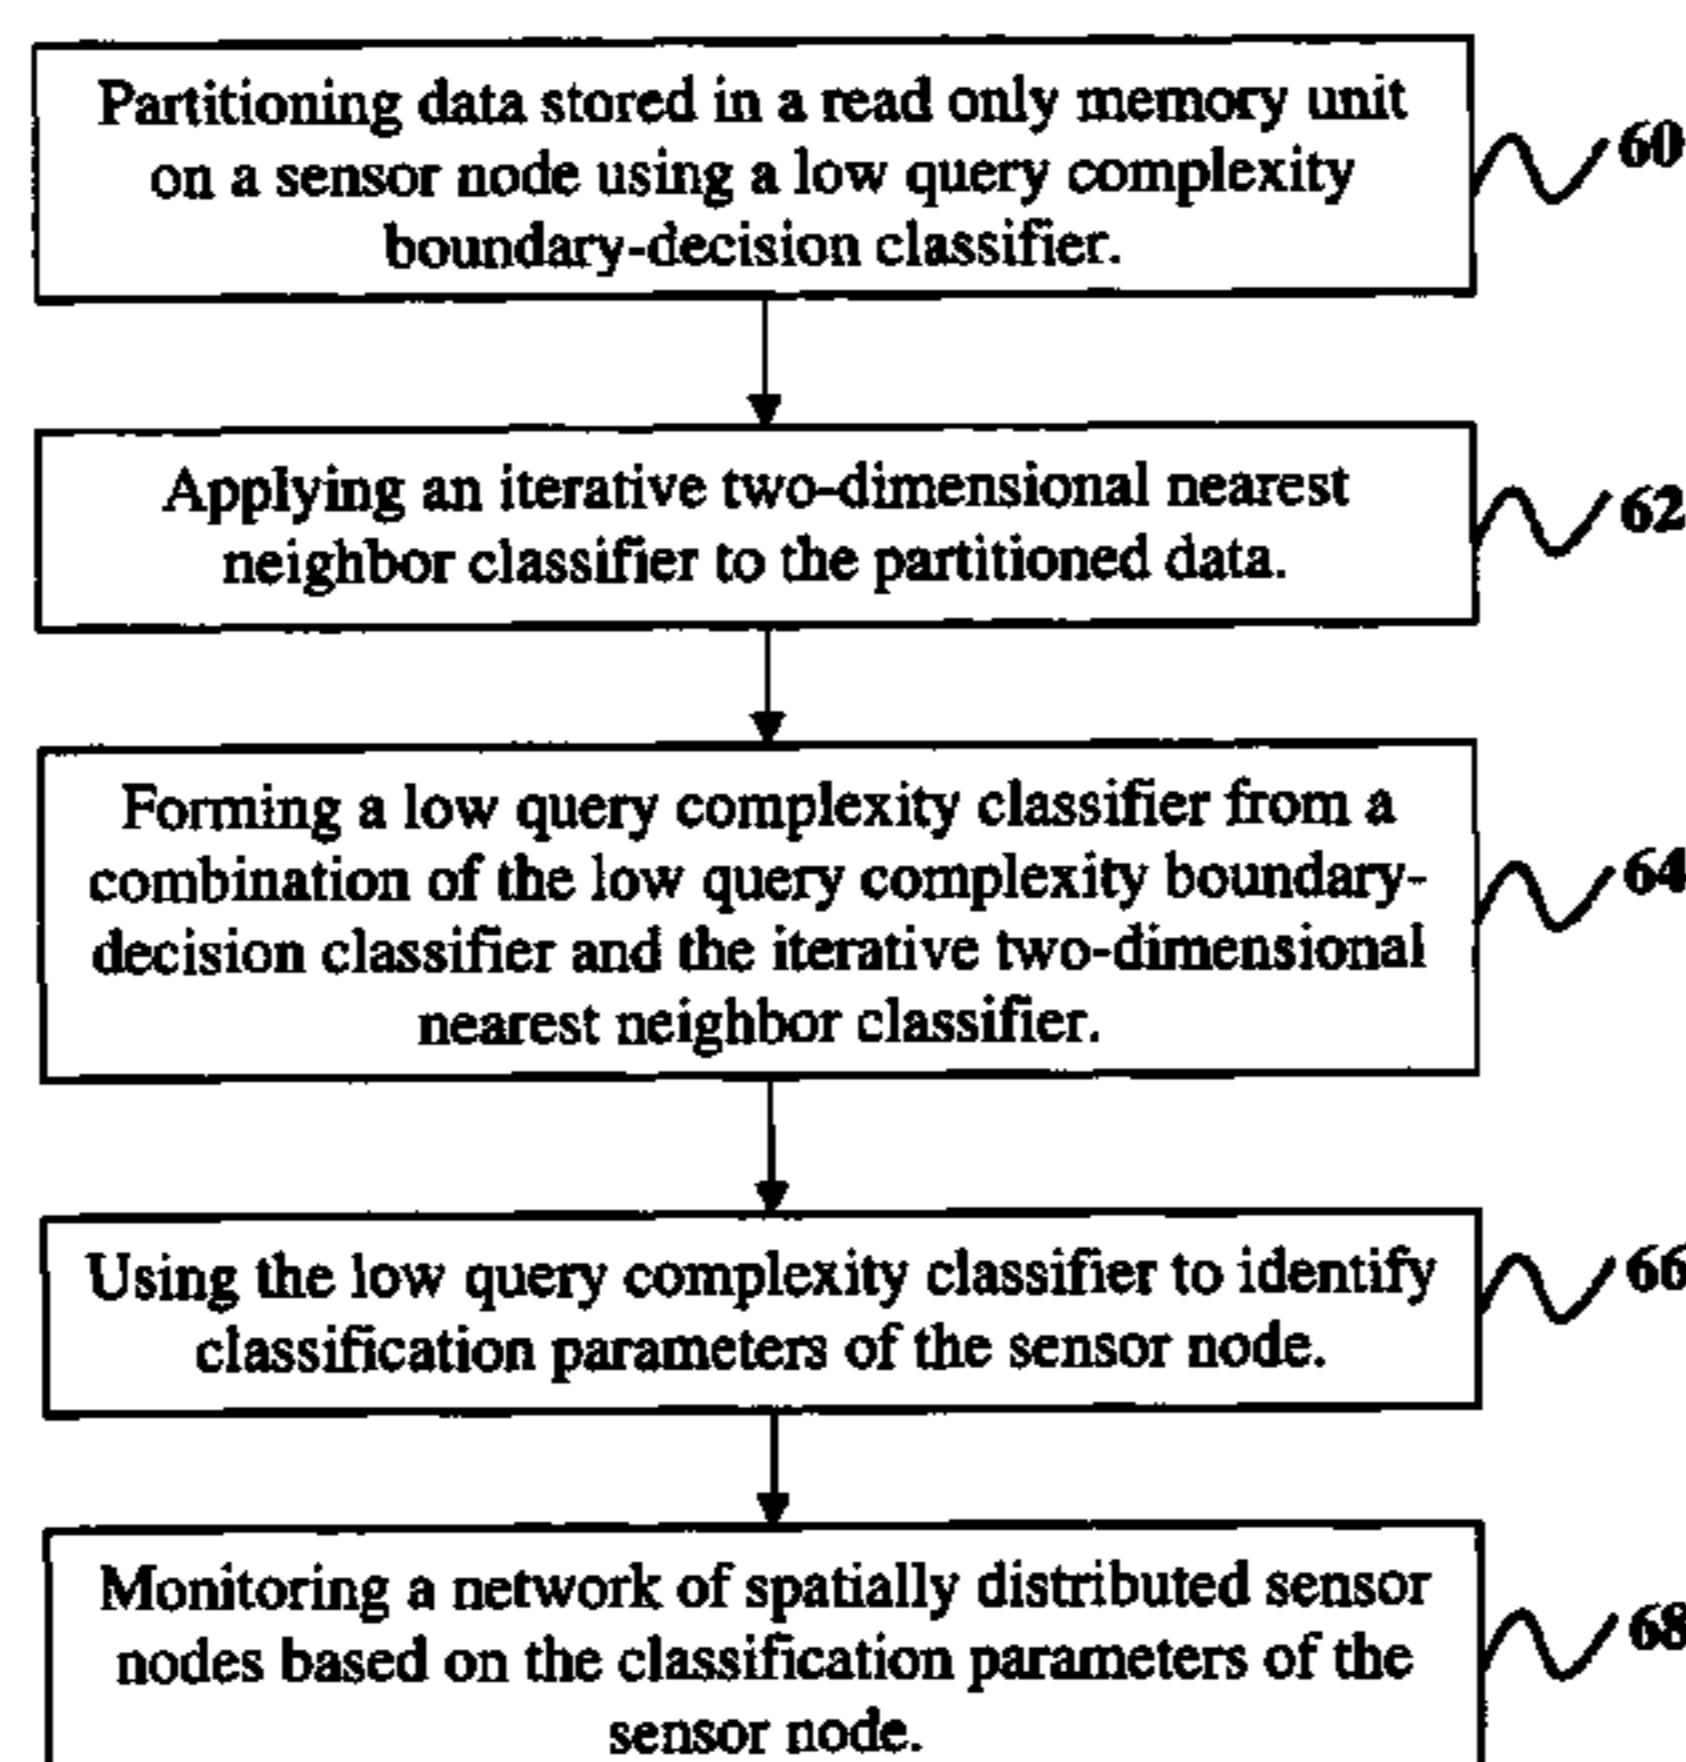 Partitioning data stored in a read only memory unit
on a sensor node using a low query complexity
boundary-decision classifier.
60
Applying an iterative two-dimensional nearest
neighbor classifier to the partitioned data.
62
Forming a low query complexity classifier from a
combination of the low query complexity boundary-
decision classifier and the iterative two-dimensional
nearest neighbor classifier.
64
Using the low query complexity classifier to identify
classification parameters of the sensor node.
66
Monitoring a network of spatially distributed sensor
nodes based on the classification parameters of the
sensor node.
68